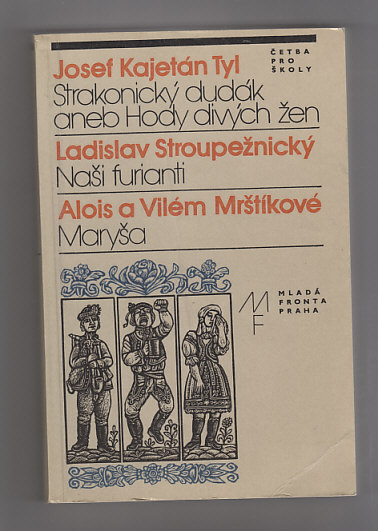 Josef Kajetán Tyl
Strakonický dudák
aneb Hody divých žen
Ladislav Stroupežnický
Naši furianti
Alois a Vilém Mrštíkové
Maryša
ČETBA
PRO
ŠKOLY
MF
MLADÁ
FRONTA
PRAHA